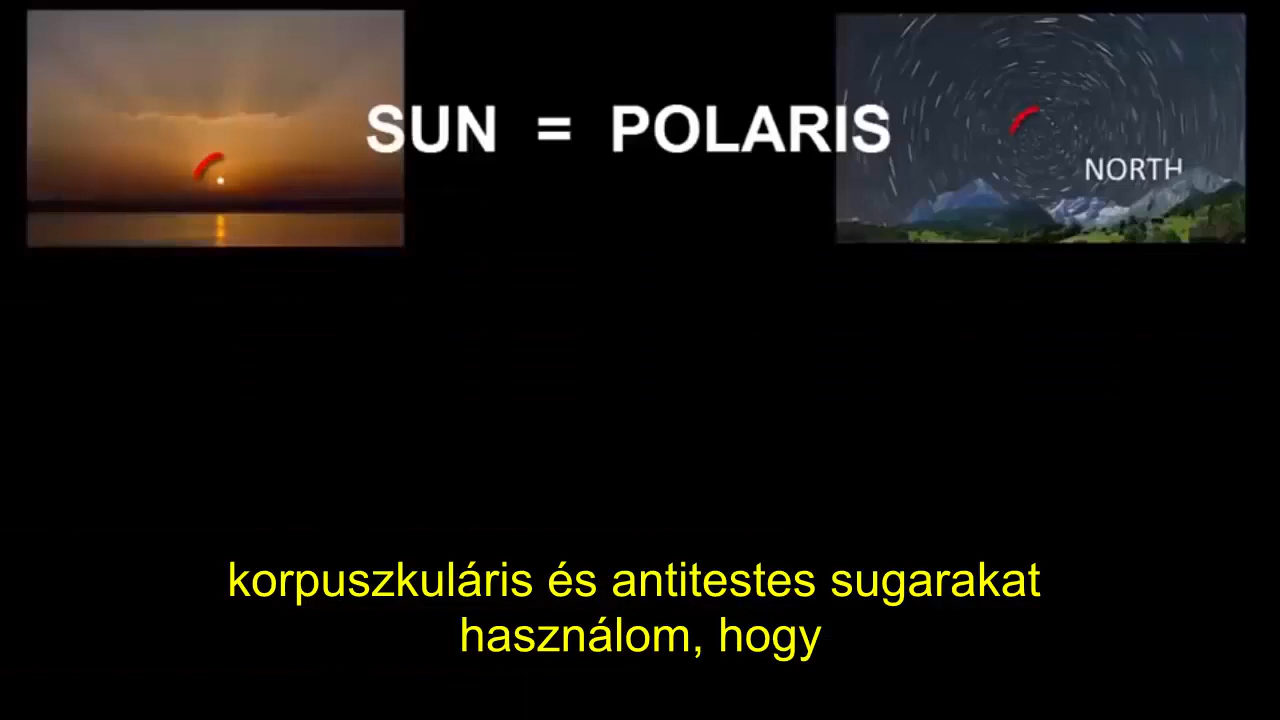 SUN = POLARIS
NORTH
korpuszkuláris és antitestes sugarakat
használom, hogy